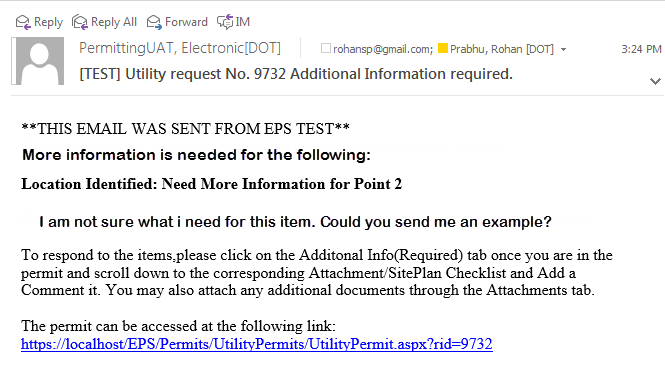 Reply Reply All Forward IM
PermittingUAT, Electronic[DOT] rohansp@gmail.com; Prabhu, Rohan [DOT] 3:24 PM
[TEST] Utility request No. 9732 Additional Information required.
**THIS EMAIL WAS SENT FROM EPS TEST**
More information is needed for the following:
Location Identified: Need More Information for Point 2
I am not sure what i need for this item. Could you send me an example?
To respond to the items,please click on the Additonal Info(Required) tab once you are in the
permit and scroll down to the corresponding Attachment/SitePlan Checklist and Add a
Comment it. You may also attach any additional documents through the Attachments tab.
The permit can be accessed at the following link:
https://localhost/EPS/Permits/UtilityPermits/UtilityPermit.aspx?rid=9732